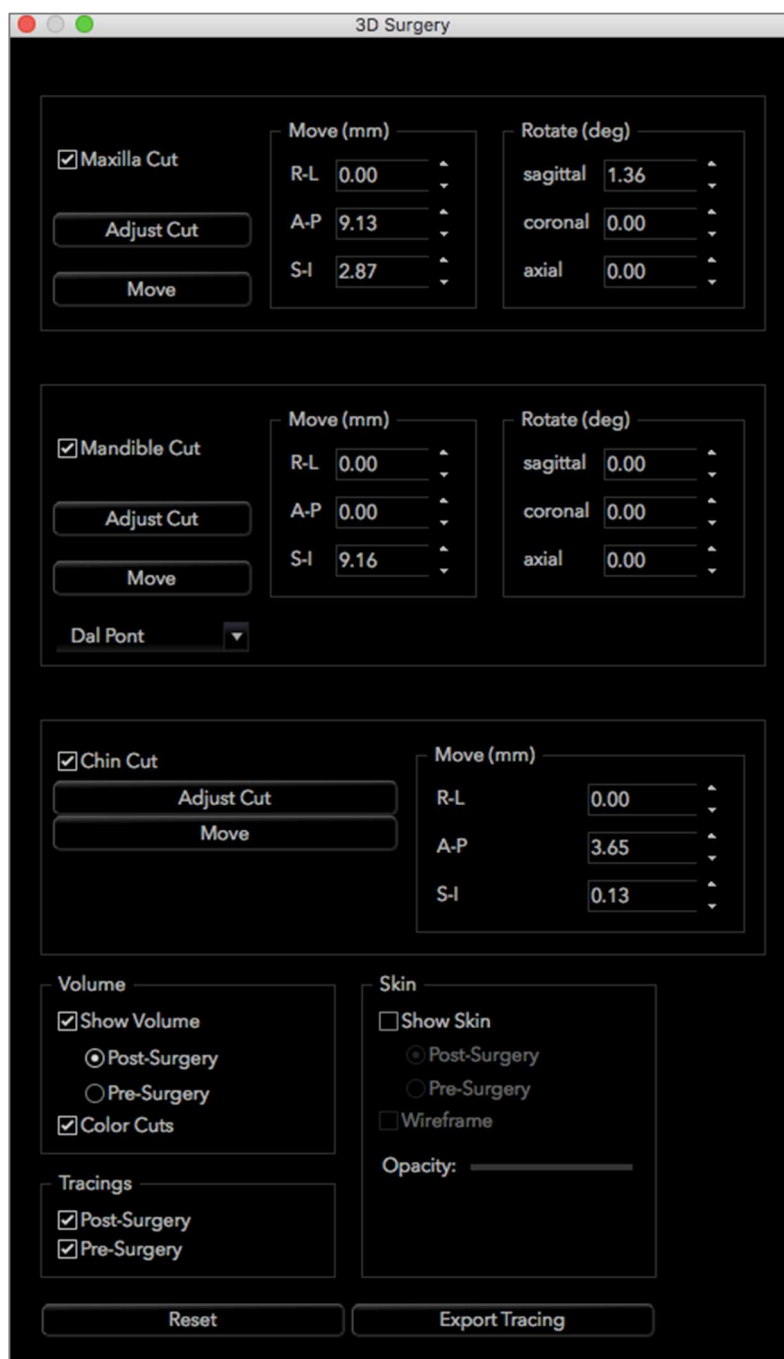 3D Surgery
Maxilla Cut
Adjust Cut
Move
Move (mm)
R-L 0.00
A-P 9.13
S-I 2.87
Rotate (deg)
sagittal 1.36
coronal 0.00
axial 0.00
Mandible Cut
Adjust Cut
Move
Dal Pont
Move (mm)
R-L 0.00
A-P 0.00
S-I 9.16
Rotate (deg)
sagittal 0.00
coronal 0.00
axial 0.00
Chin Cut
Adjust Cut
Move
Move (mm)
R-L 0.00
A-P 3.65
S-I 0.13
Volume
Show Volume
Post-Surgery
Pre-Surgery
Color Cuts
Skin
Show Skin
Post-Surgery
Pre-Surgery
Wireframe
Opacity:
Tracings
Post-Surgery
Pre-Surgery
Reset
Export Tracing